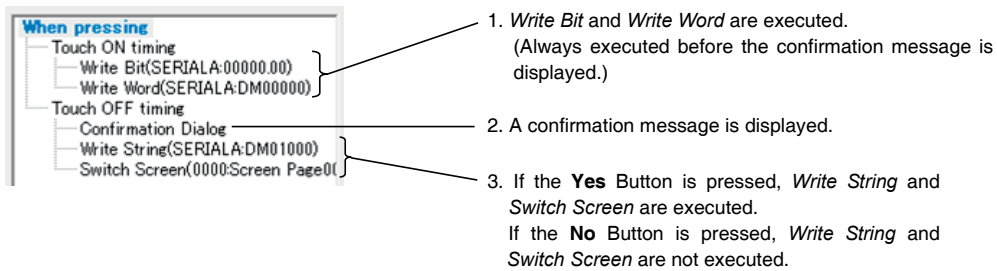 When pressing
Touch ON timing
Write Bit(SERIALA:00000.00)
Write Word(SERIALA:DM00000)
Touch OFF timing
Confirmation Dialog
Write String(SERIALA:DM01000)
Switch Screen(0000:Screen Page0(
1. Write Bit and Write Word are executed.
(Always executed before the confirmation message is
displayed.)
2. A confirmation message is displayed.
3. If the Yes Button is pressed, Write String and
Switch Screen are executed.
If the No Button is pressed, Write String and
Switch Screen are not executed.